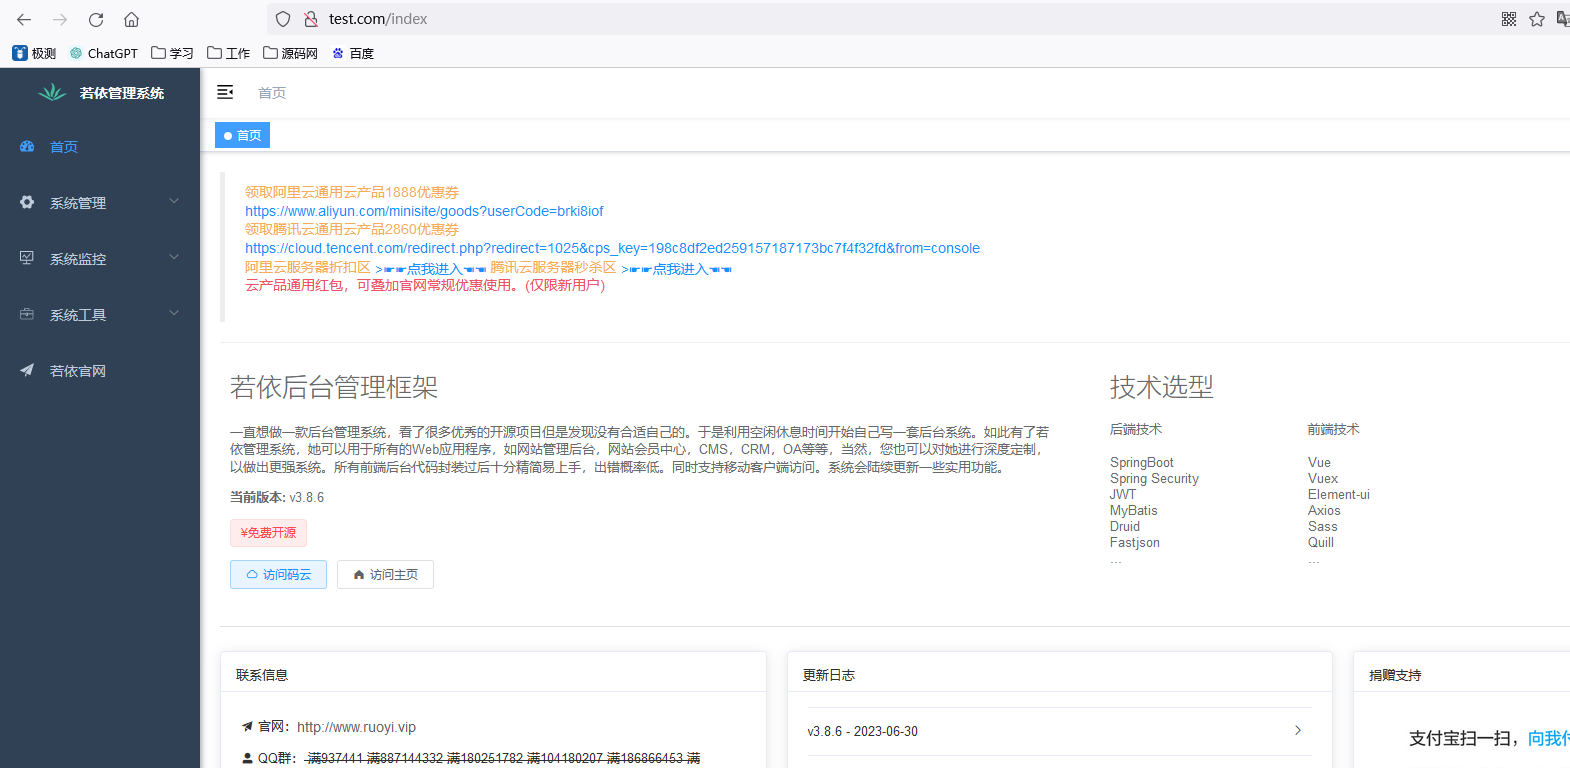 test.com/index
极测 ChatGPT 学习 工作 源码网 百度
若依管理系统
首页
系统管理
系统监控
系统工具
若依官网
首页
首页
领取阿里云通用云产品1888优惠券
https://www.aliyun.com/minisite/goods?userCode=brki8iof
领取腾讯云通用云产品2860优惠券
https://cloud.tencent.com/redirect.php?redirect=1025&cps_key=198c8df2ed259157187173bc7f4f32fd&from=console
阿里云服务器折扣区 >☛☛点我进入☚☚ 腾讯云服务器秒杀区 >☛☛点我进入☚☚
云产品通用红包，可叠加官网常规优惠使用。(仅限新用户)
若依后台管理框架
一直想做一款后台管理系统，看了很多优秀的开源项目但是发现没有合适自己的。于是利用空闲休息时间开始自己写一套后台系统。如此有了若
依管理系统，她可以用于所有的Web应用程序，如网站管理后台，网站会员中心，CMS，CRM，OA等等，当然，您也可以对她进行深度定制，
以做出更强系统。所有前端后台代码封装过后十分精简易上手，出错概率低。同时支持移动客户端访问。系统会陆续更新一些实用功能。
当前版本: v3.8.6
¥免费开源
访问码云 访问主页
技术选型
后端技术
SpringBoot
Spring Security
JWT
MyBatis
Druid
Fastjson
...
前端技术
Vue
Vuex
Element-ui
Axios
Sass
Quill
...
联系信息
官网：http://www.ruoyi.vip
QQ群：满937441 满887144332 满180251782 满104180207 满186866453 满
更新日志
v3.8.6 - 2023-06-30
捐赠支持
支付宝扫一扫，向我付